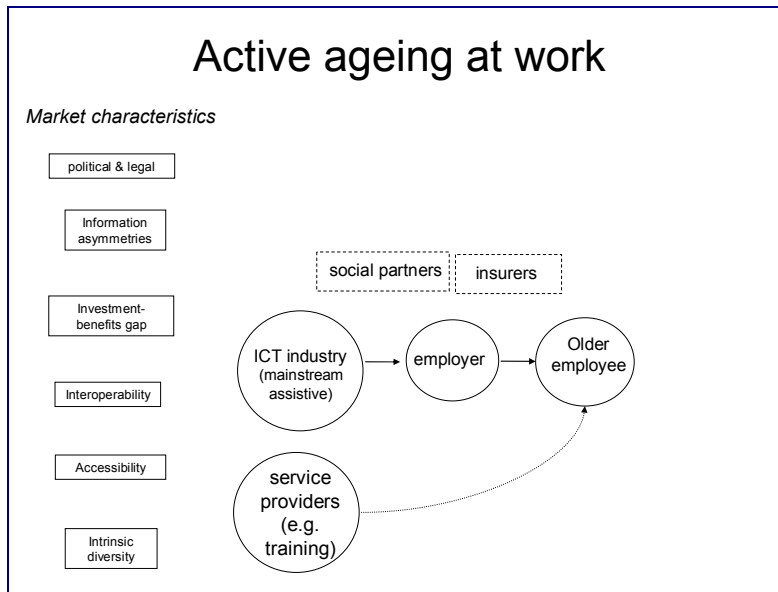 Active ageing at work
Market characteristics
political & legal
Information
asymmetries
Investment-
benefits gap
Interoperability
Accessibility
Intrinsic
diversity
social partners
insurers
ICT industry
(mainstream
assistive)
employer
Older
employee
service
providers
(e.g.
training)